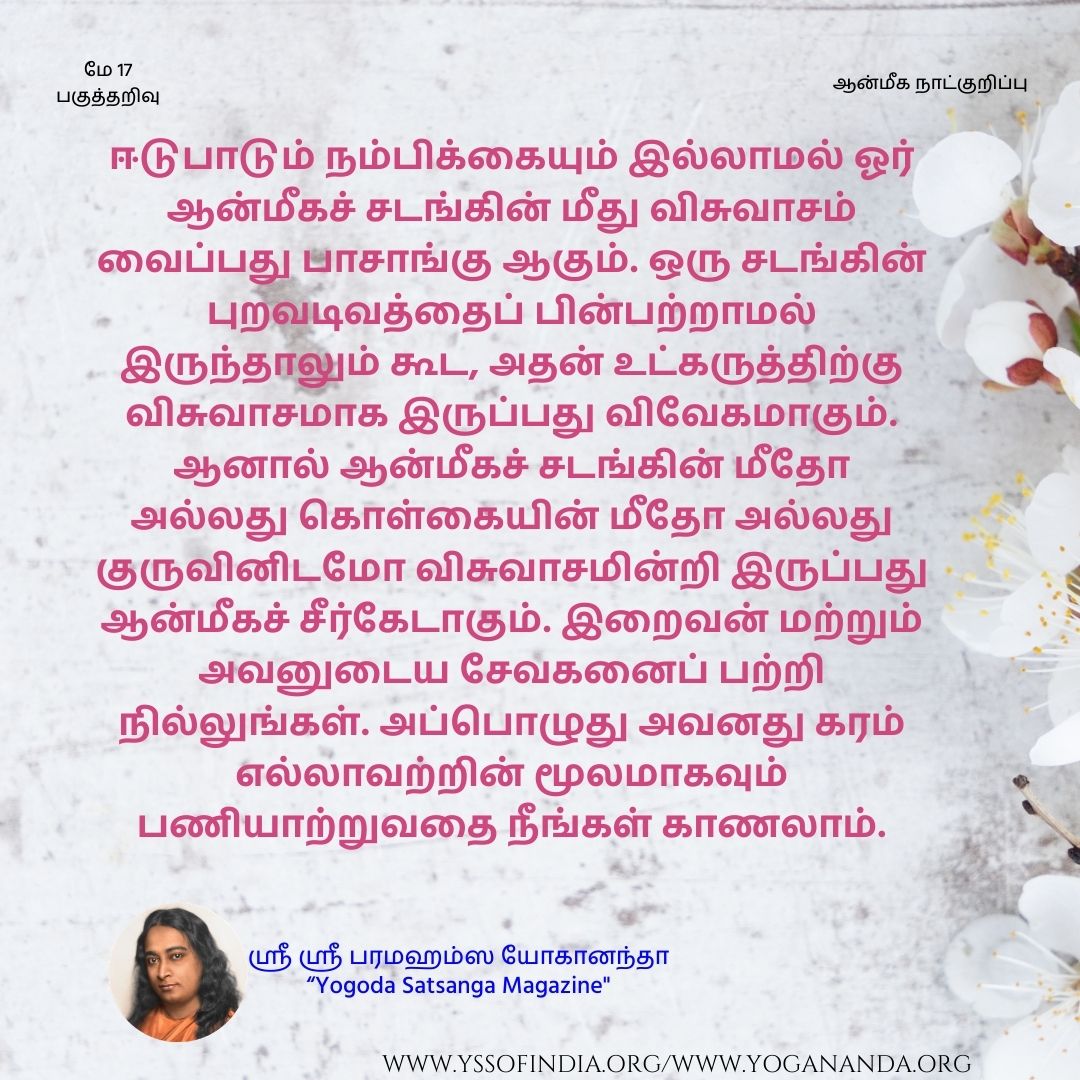 மே 17
பகுத்தறிவு
ஆன்மீக நாட்குறிப்பு
ஈடுபாடும் நம்பிக்கையும் இல்லாமல் ஓர்
ஆன்மீகச் சடங்கின் மீது விசுவாசம்
வைப்பது பாசாங்கு ஆகும். ஒரு சடங்கின்
புறவடிவத்தைப் பின்பற்றாமல்
இருந்தாலும் கூட, அதன் உட்கருத்திற்கு
விசுவாசமாக இருப்பது விவேகமாகும்.
ஆனால் ஆன்மீகச் சடங்கின் மீதோ
அல்லது கொள்கையின் மீதோ அல்லது
குருவினிடமோ விசுவாசமின்றி இருப்பது
ஆன்மீகச் சீர்கேடாகும். இறைவன் மற்றும்
அவனுடைய சேவகனைப் பற்றி
நில்லுங்கள். அப்பொழுது அவனது கரம்
எல்லாவற்றின் மூலமாகவும்
பணியாற்றுவதை நீங்கள் காணலாம்.
ஸ்ரீ ஸ்ரீ பரமஹம்ஸ யோகானந்தா
“Yogoda Satsanga Magazine"
WWW.YSSOFINDIA.ORG/WWW.YOGANANDA.ORG